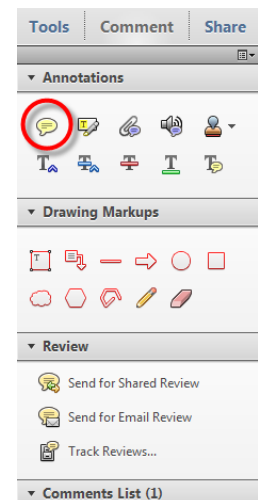 Tools Comment Share
Annotations
T
T T T T T
Drawing Markups
T
Review
Send for Shared Review
Send for Email Review
Track Reviews...
Comments List (1)